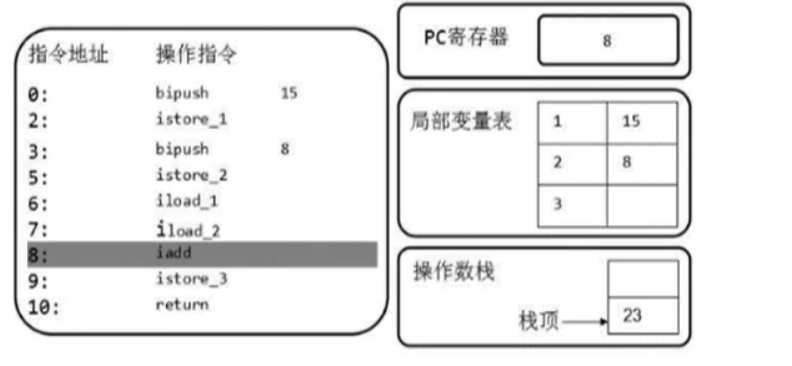 指令地址 操作指令
0: bipush 15
2: istore_1
3: bipush 8
5: istore_2
6: iload_1
7: iload_2
8: iadd
9: istore_3
10: return
PC寄存器 8
局部变量表
1 15
2 8
3
操作数栈
栈顶 23